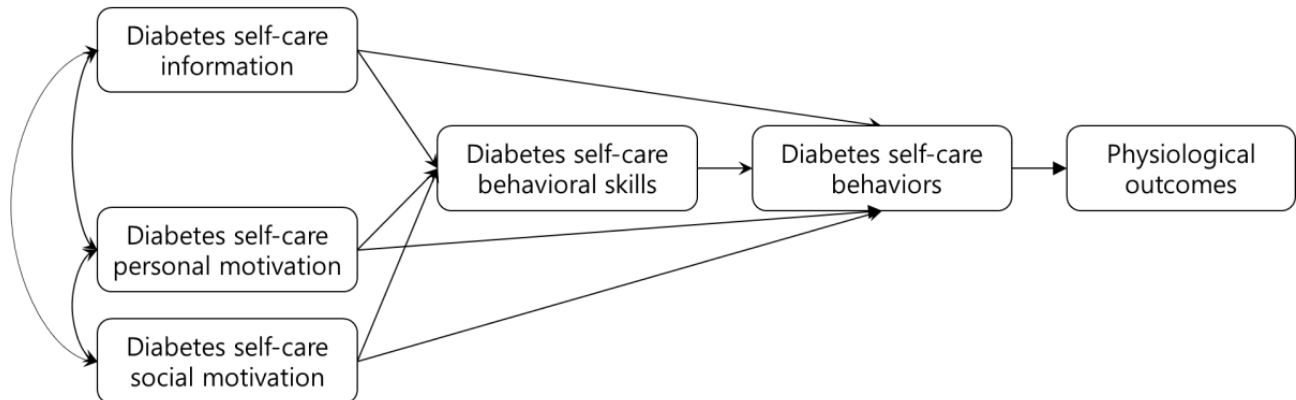 Diabetes self-care
information
Diabetes self-care
behavioral skills
Diabetes self-care
behaviors
Physiological
outcomes
Diabetes self-care
personal motivation
Diabetes self-care
social motivation